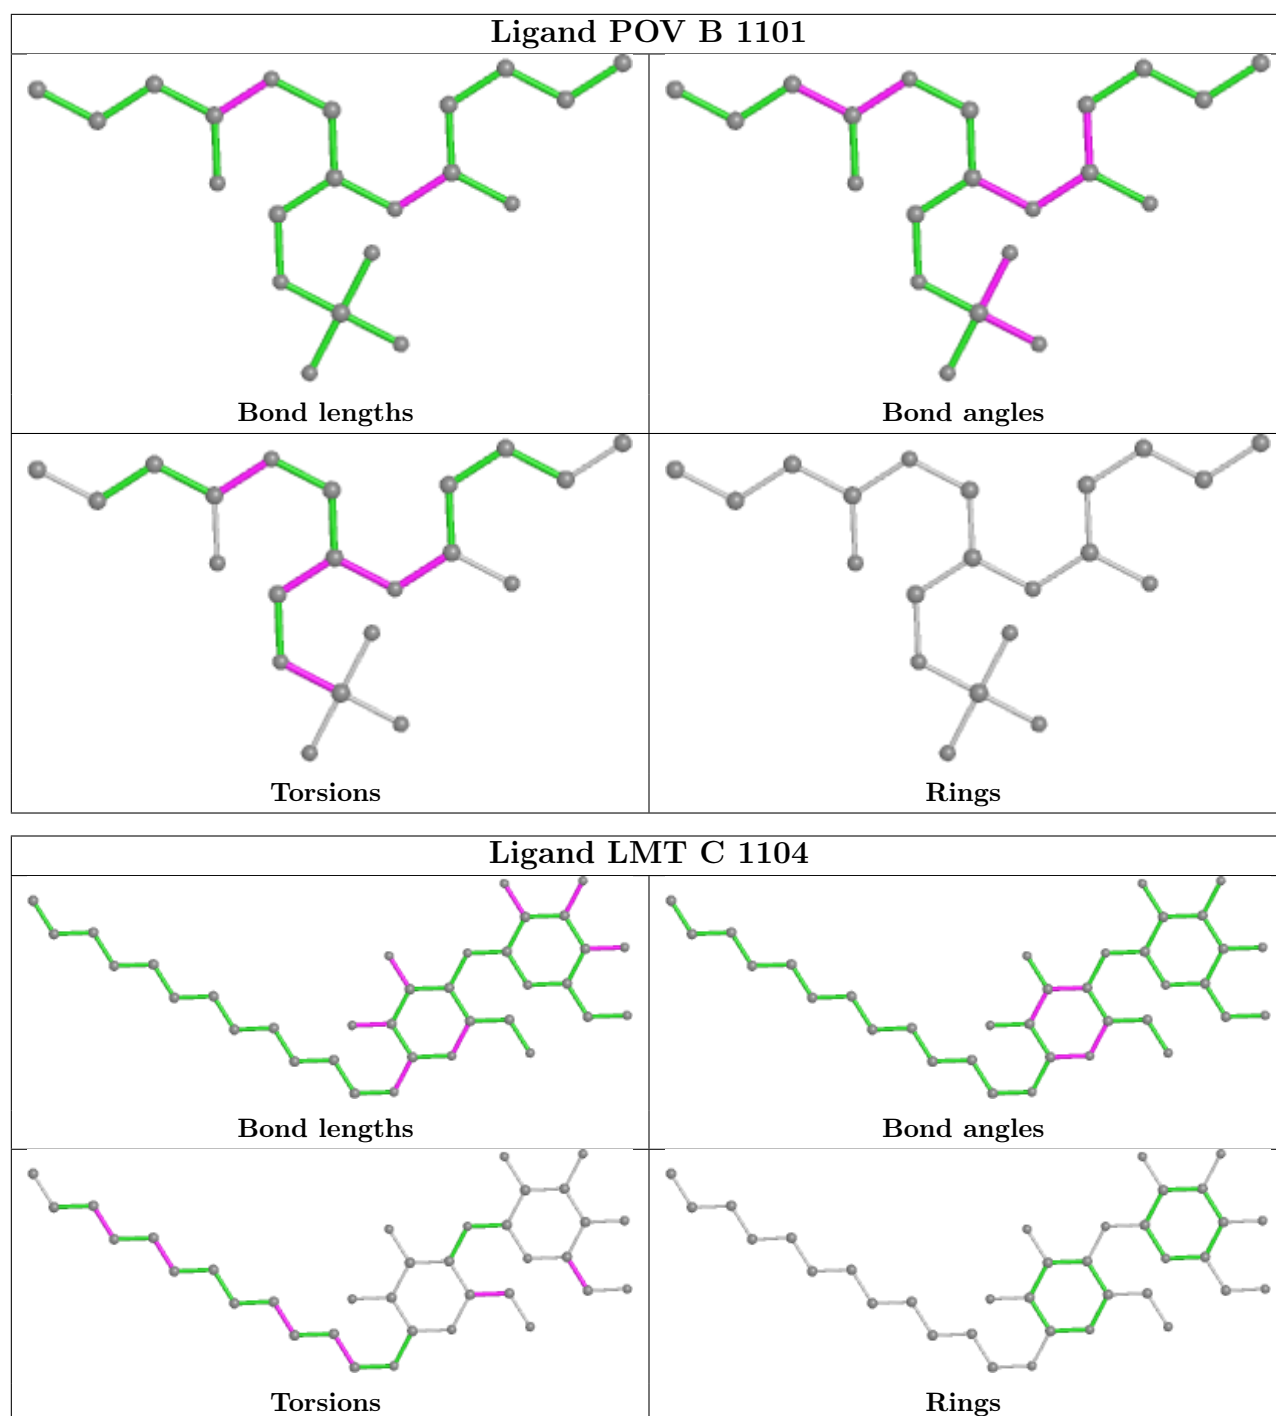 Ligand POV B 1101
Bond lengths
Bond angles
Torsions
Rings
Ligand LMT C 1104
Bond lengths
Bond angles
Torsions
Rings